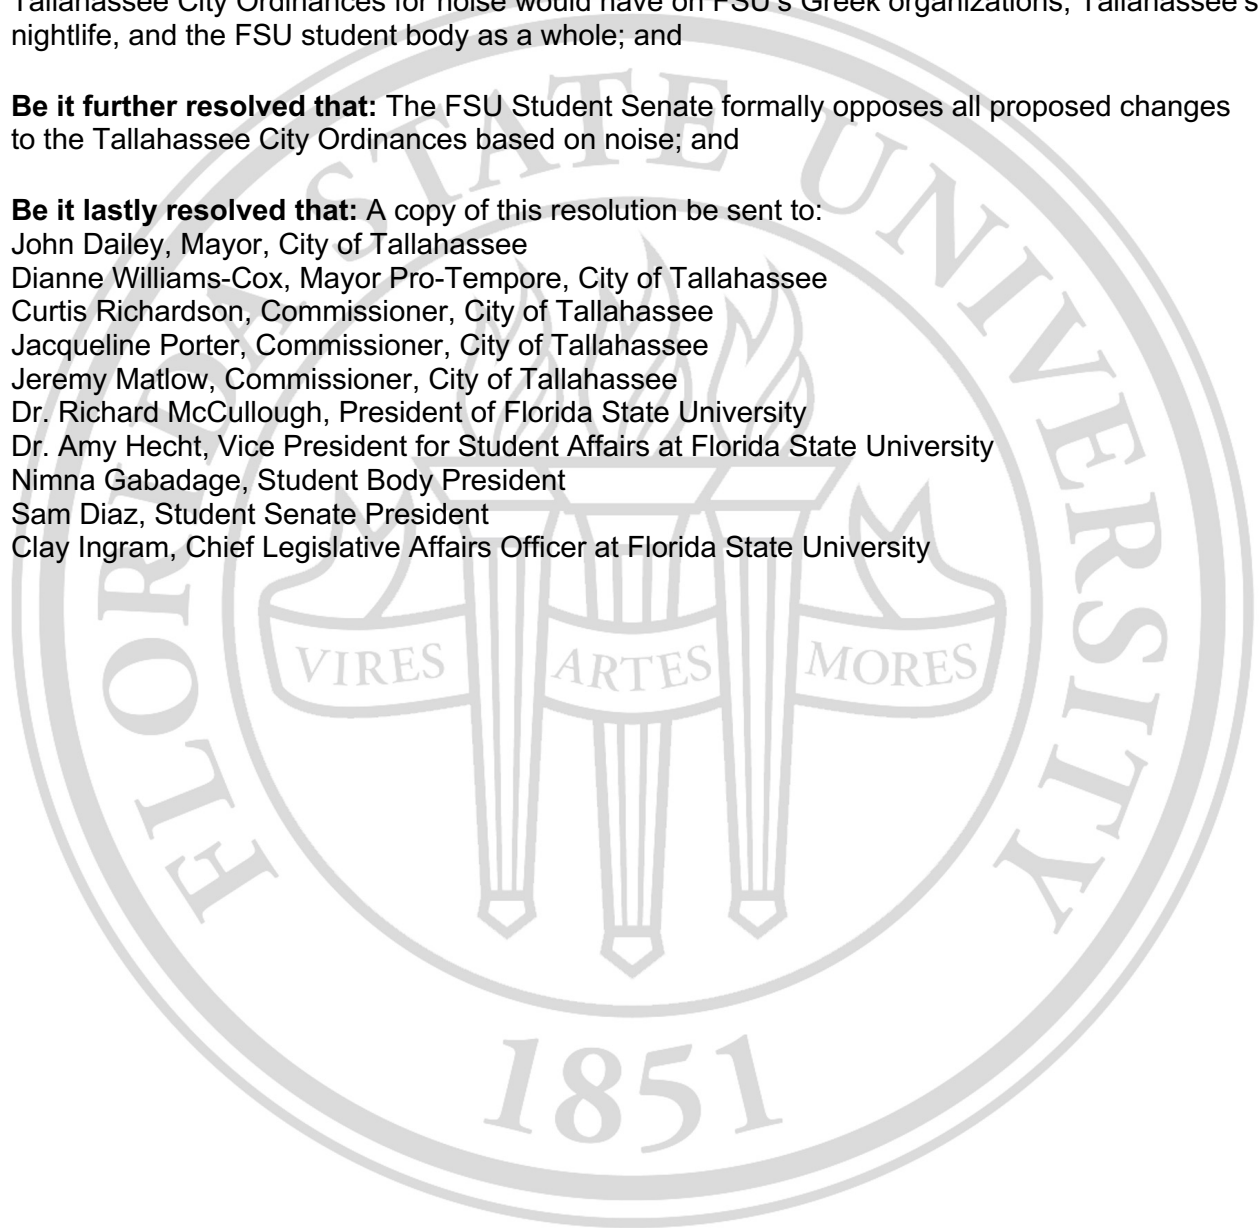 Tallahassee City Ordinances for noise would have on FSU's Greek organizations, Tallahassee's
nightlife, and the FSU student body as a whole; and
Be it further resolved that: The FSU Student Senate formally opposes all proposed changes
to the Tallahassee City Ordinances based on noise; and
Be it lastly resolved that: A copy of this resolution be sent to:
John Dailey, Mayor, City of Tallahassee
Dianne Williams-Cox, Mayor Pro-Tempore, City of Tallahassee
Curtis Richardson, Commissioner, City of Tallahassee
Jacqueline Porter, Commissioner, City of Tallahassee
Jeremy Matlow, Commissioner, City of Tallahassee
Dr. Richard McCullough, President of Florida State University
Dr. Amy Hecht, Vice President for Student Affairs at Florida State University
Nimna Gabadage, Student Body President
Sam Diaz, Student Senate President
Clay Ingram, Chief Legislative Affairs Officer at Florida State University
FLORIDA STATE UNIVERSITY
VIRES ARTES MORES
1851